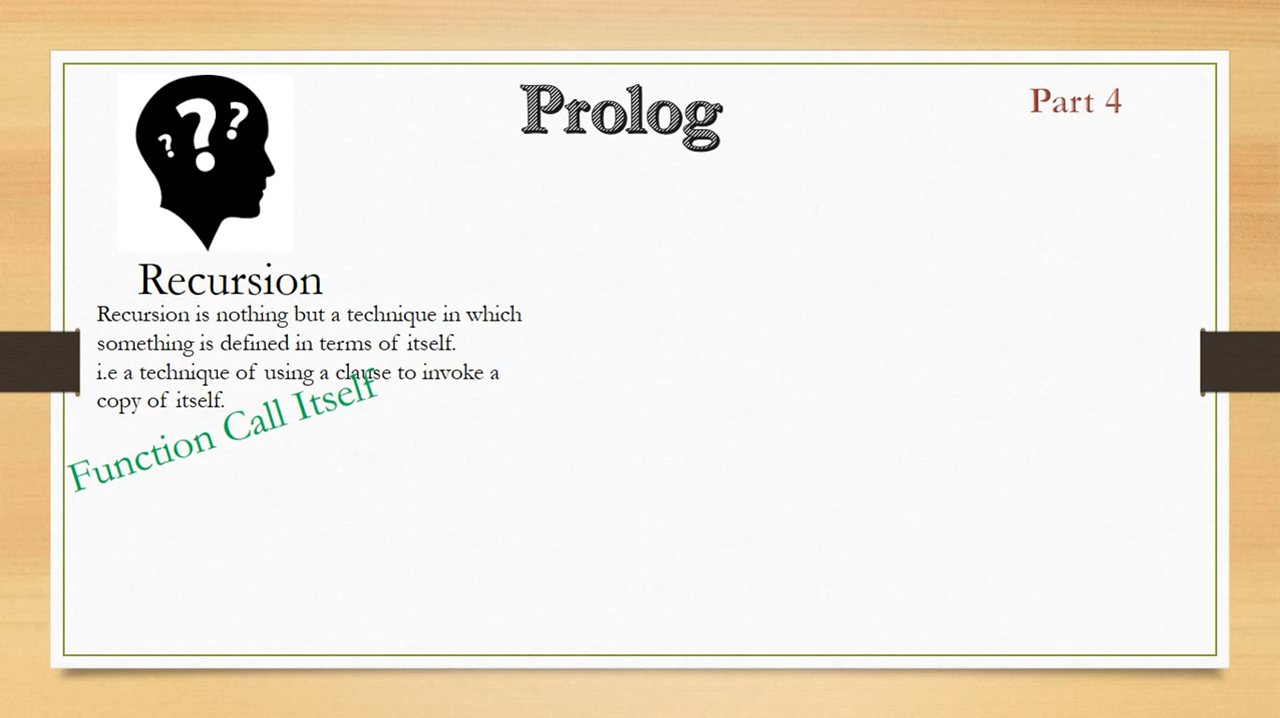 Prolog
Part 4
? ? ?
Recursion
Recursion is nothing but a technique in which
something is defined in terms of itself.
i.e a technique of using a clause to invoke a
copy of itself.
Function Call Itself